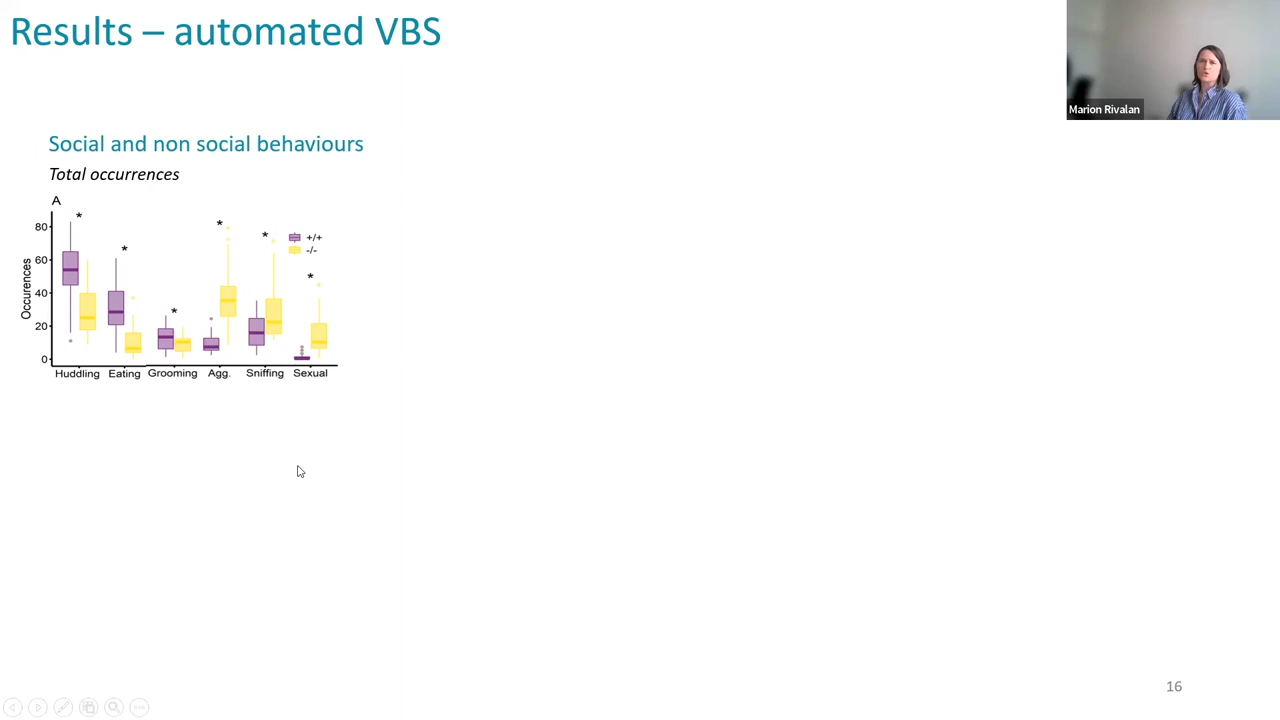 Results – automated VBS
Marion Rivalan
Social and non social behaviours
Total occurrences
A
*
*
*
*
*
*
+/+
-/-
80
60
40
20
0
Occurences
Huddling Eating Grooming Agg. Sniffing Sexual
16